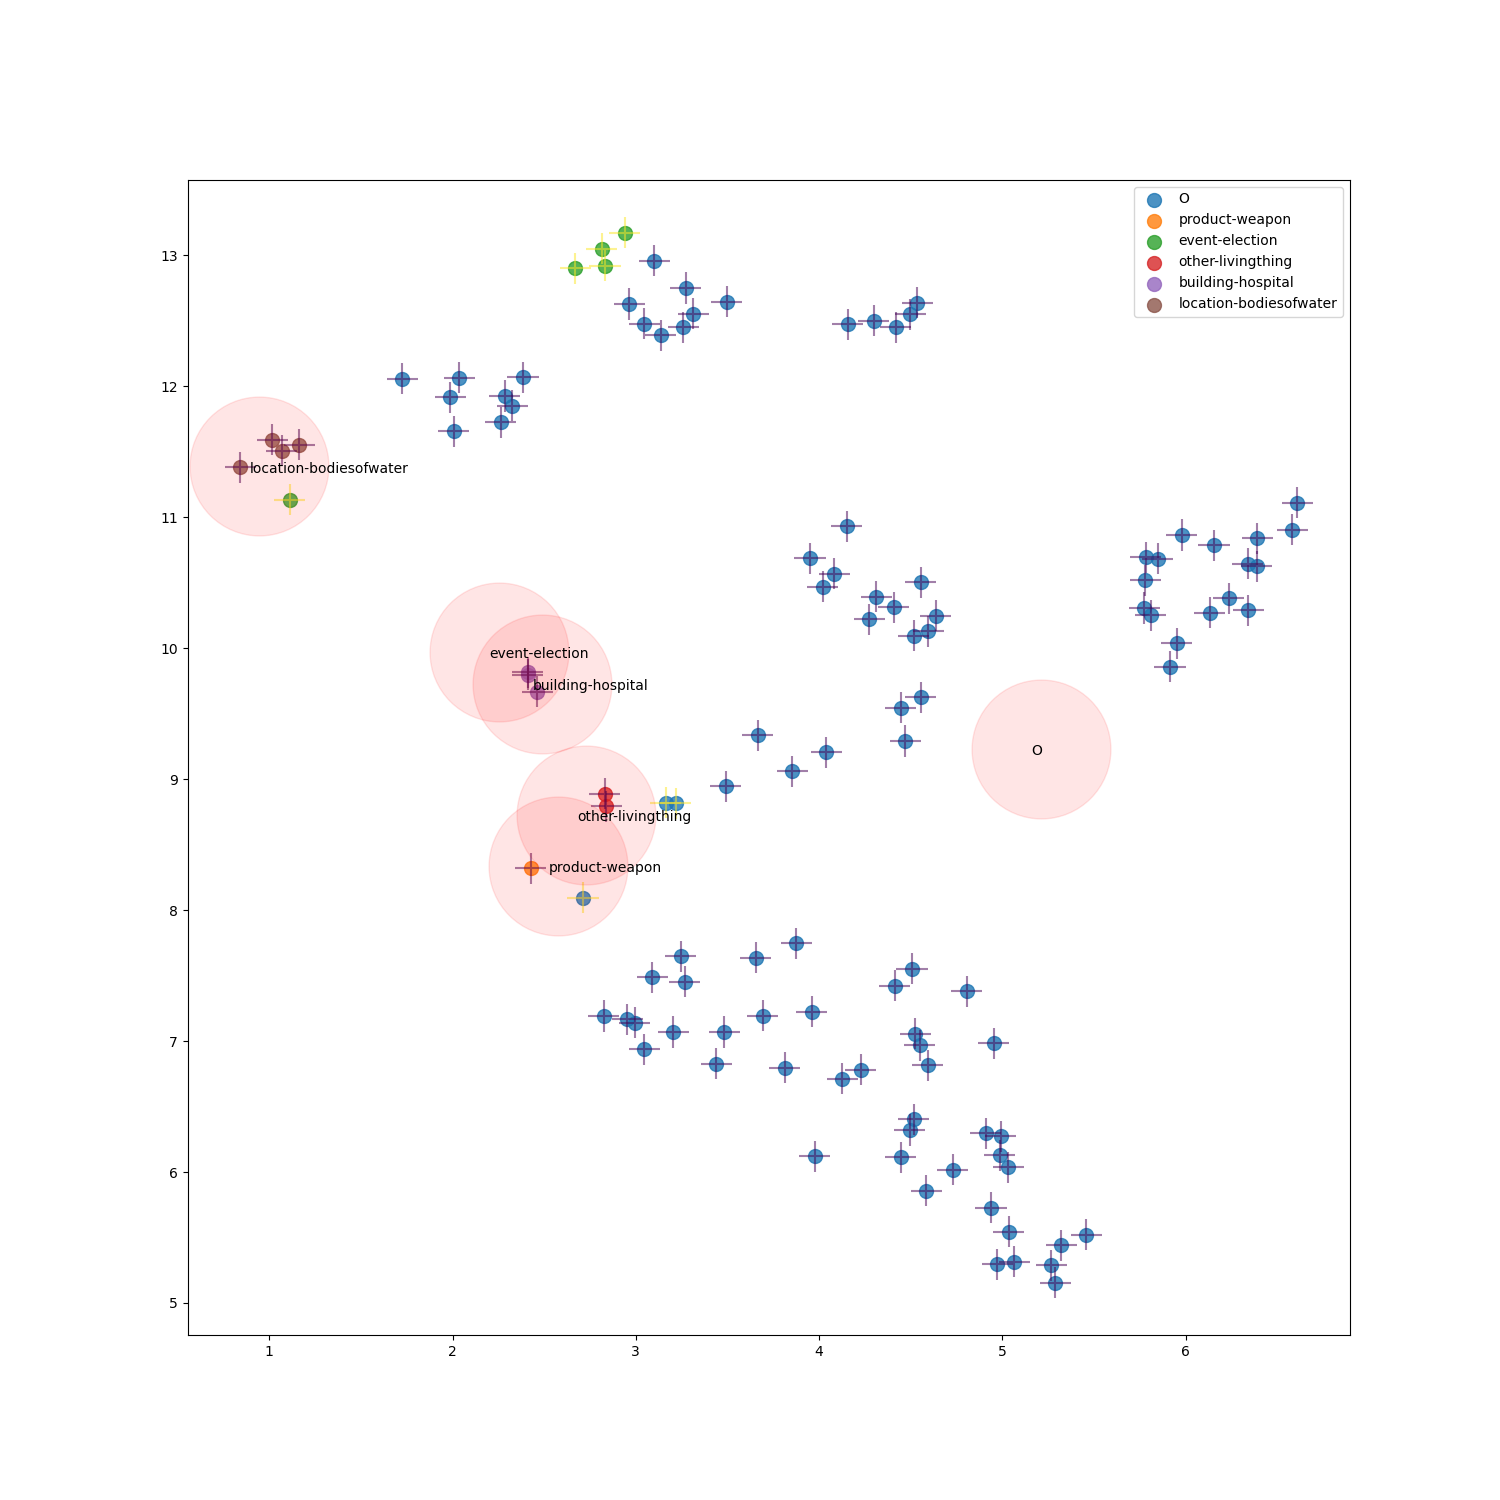 O
product-weapon
event-election
other-livingthing
building-hospital
location-bodiesofwater
13
12
location-bodiesofwater
11
10
event-election
building-hospital
O
9
other-livingthing
product-weapon
8
7
6
5
1 2 3 4 5 6